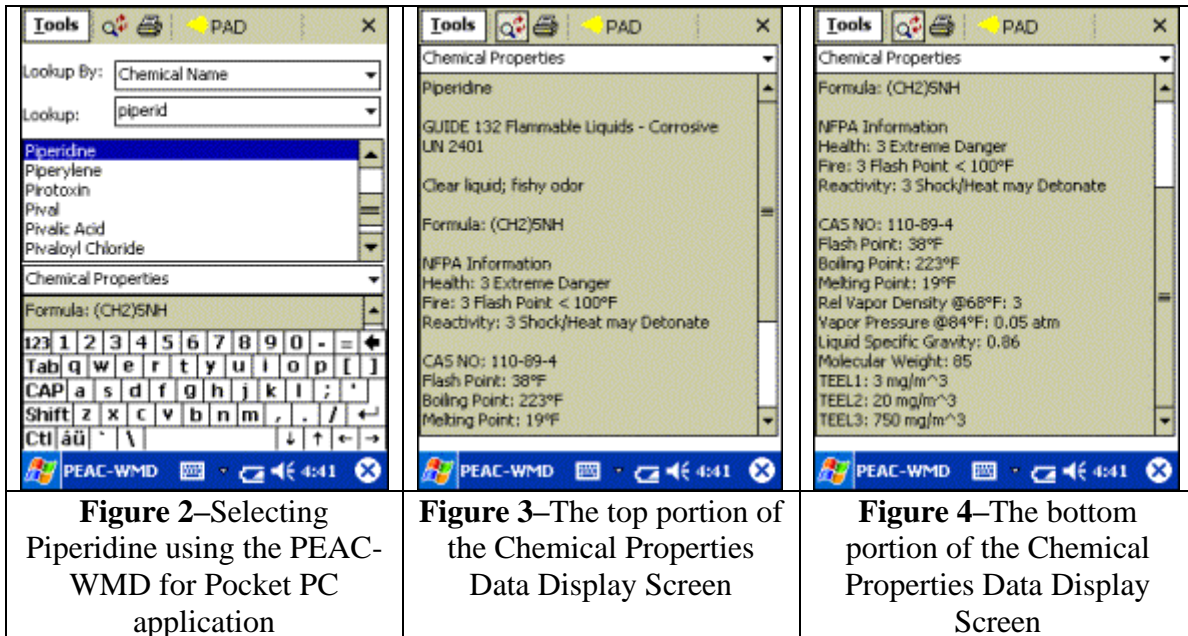 Tools PAD ×
Lookup By: Chemical Name
Lookup: piperid
Piperidine
Piperylene
Pirotoxin
Pival
Pivalic Acid
Pivaloyl Chloride
Chemical Properties
Formula: (CH2)5NH
123 1 2 3 4 5 6 7 8 9 0 - =
Tab q w e r t y u i o p [ ]
CAP a s d f g h j k l ; '
Shift z x c v b n m , . /
Ctl áü ` \
PEAC-WMD 4:41
Figure 2–Selecting
Piperidine using the PEAC-
WMD for Pocket PC
application
Tools PAD ×
Chemical Properties
Piperidine
GUIDE 132 Flammable Liquids - Corrosive
UN 2401
Clear liquid; fishy odor
Formula: (CH2)5NH
NFPA Information
Health: 3 Extreme Danger
Fire: 3 Flash Point < 100°F
Reactivity: 3 Shock/Heat may Detonate
CAS NO: 110-89-4
Flash Point: 38°F
Boiling Point: 223°F
Melting Point: 19°F
PEAC-WMD 4:41
Figure 3–The top portion of
the Chemical Properties
Data Display Screen
Tools PAD ×
Chemical Properties
Formula: (CH2)5NH
NFPA Information
Health: 3 Extreme Danger
Fire: 3 Flash Point < 100°F
Reactivity: 3 Shock/Heat may Detonate
CAS NO: 110-89-4
Flash Point: 38°F
Boiling Point: 223°F
Melting Point: 19°F
Rel Vapor Density @68°F: 3
Vapor Pressure @84°F: 0.05 atm
Liquid Specific Gravity: 0.86
Molecular Weight: 85
TEEL1: 3 mg/m^3
TEEL2: 20 mg/m^3
TEEL3: 750 mg/m^3
PEAC-WMD 4:41
Figure 4–The bottom
portion of the Chemical
Properties Data Display
Screen